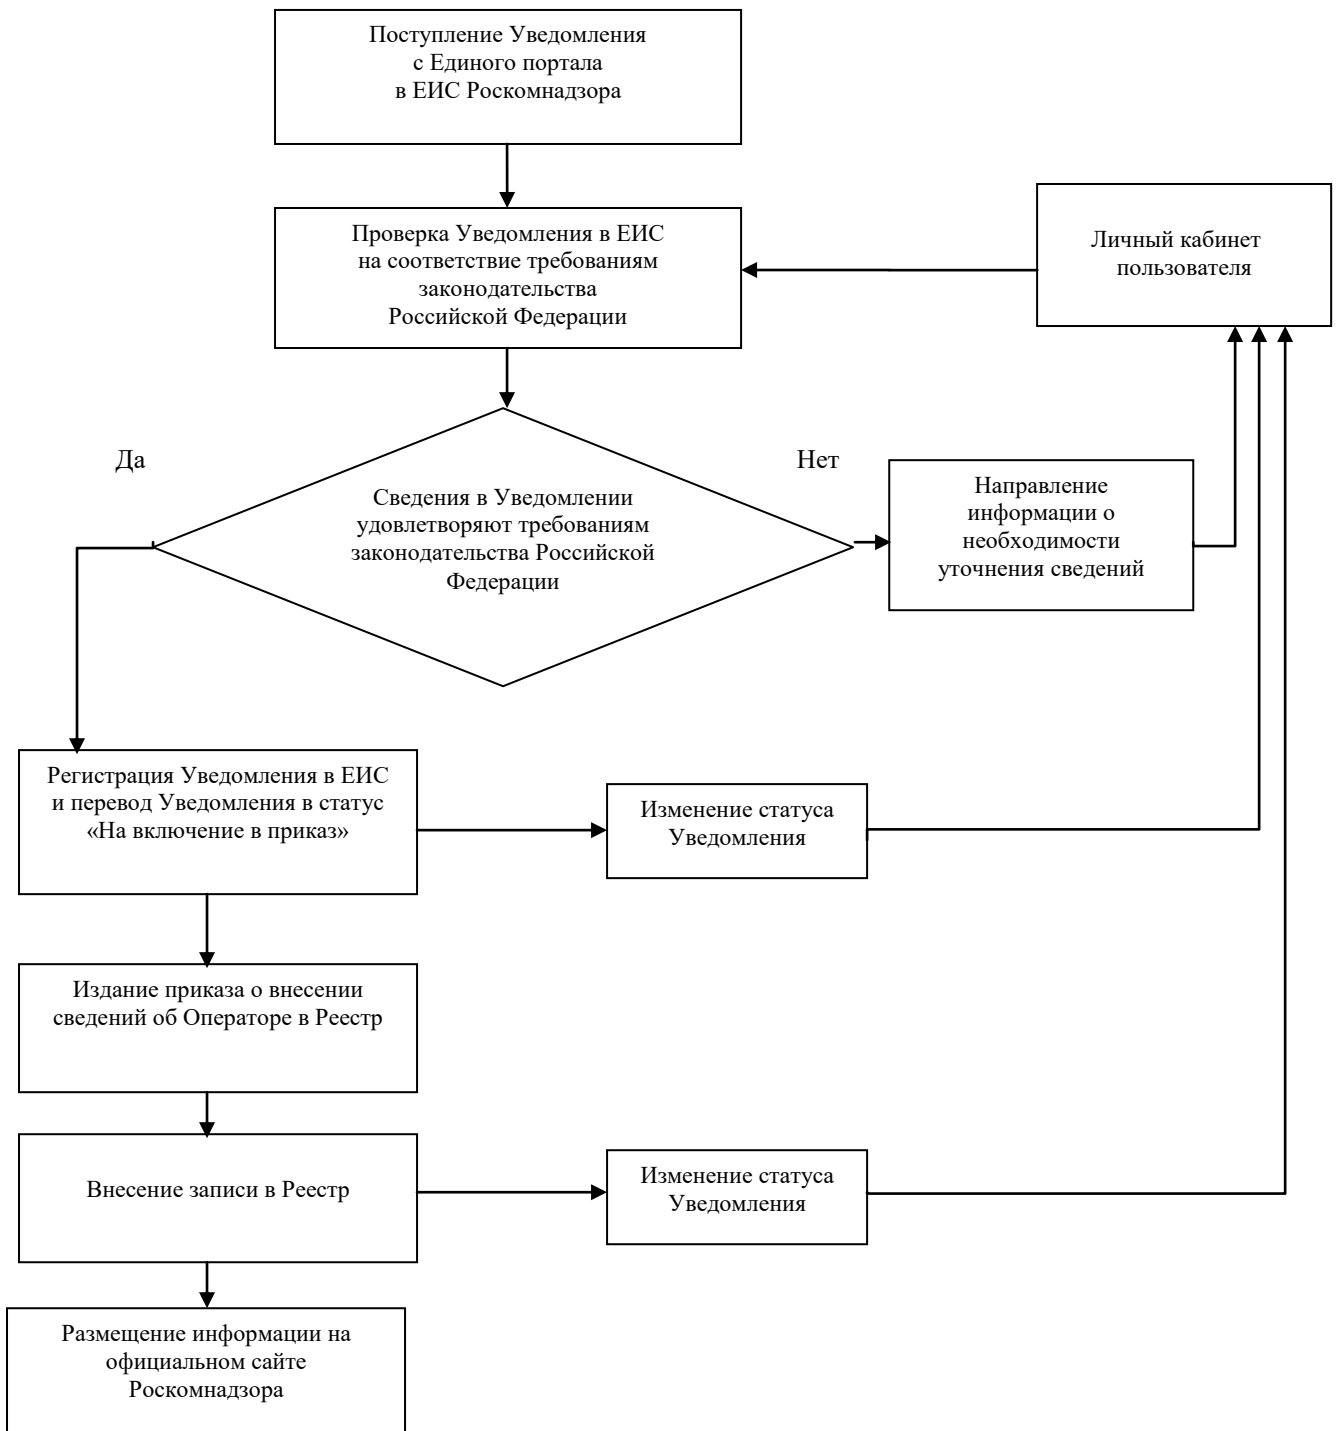 Поступление Уведомления
с Единого портала
в ЕИС Роскомнадзора
Проверка Уведомления в ЕИС
на соответствие требованиям
законодательства
Российской Федерации
Личный кабинет
пользователя
Да
Нет
Сведения в Уведомлении
удовлетворяют требованиям
законодательства Российской
Федерации
Направление
информации о
необходимости
уточнения сведений
Регистрация Уведомления в ЕИС
и перевод Уведомления в статус
«На включение в приказ»
Изменение статуса
Уведомления
Издание приказа о внесении
сведений об Операторе в Реестр
Внесение записи в Реестр
Изменение статуса
Уведомления
Размещение информации на
официальном сайте
Роскомнадзора